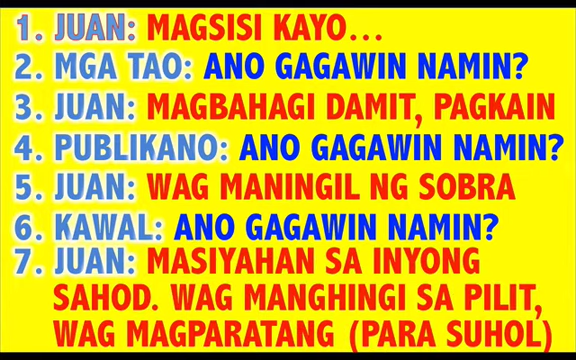 1. JUAN: MAGSISI KAYO...
2. MGA TAO: ANO GAGAWIN NAMIN?
3. JUAN: MAGBAHAGI DAMIT, PAGKAIN
4. PUBLIKANO: ANO GAGAWIN NAMIN?
5. JUAN: WAG MANINGIL NG SOBRA
6. KAWAL: ANO GAGAWIN NAMIN?
7. JUAN: MASIYAHAN SA INYONG
SAHOD. WAG MANGHINGI SA PILIT,
WAG MAGPARATANG (PARA SUHOL)